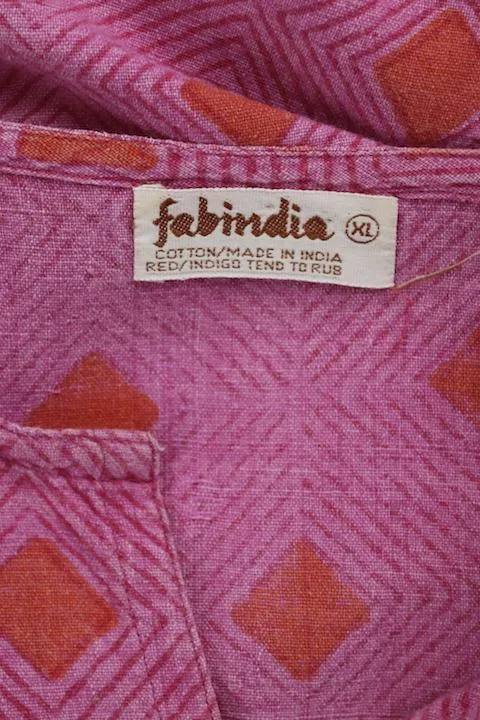 fabindia XL
COTTON/MADE IN INDIA
RED/INDIGO TEND TO RUB